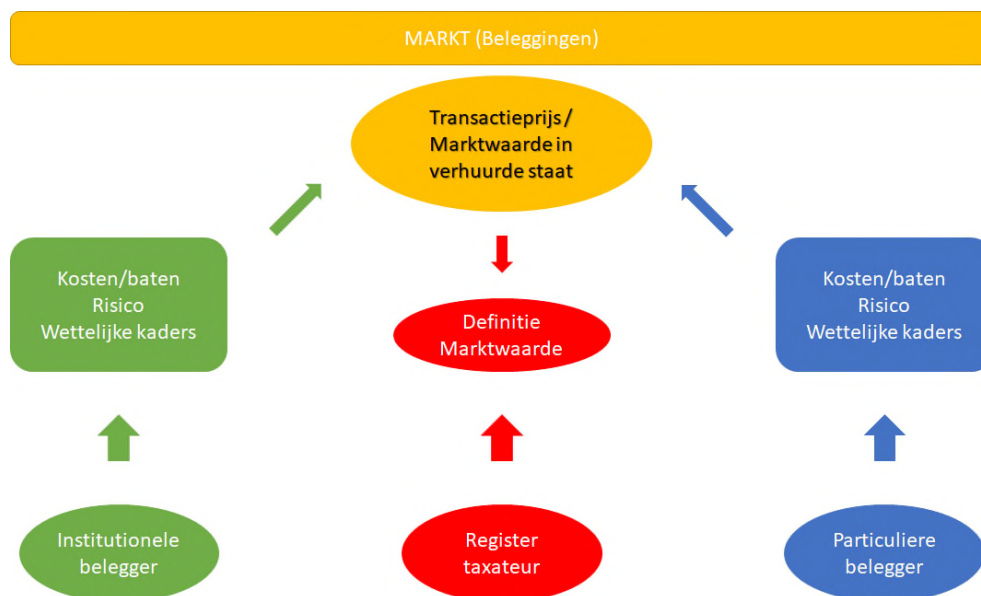 MARKT (Beleggingen)
Transactieprijs /
Marktwaarde in
verhuurde staat
Kosten/baten
Risico
Wettelijke kaders
Definitie
Marktwaarde
Kosten/baten
Risico
Wettelijke kaders
Institutionele
belegger
Register
taxateur
Particuliere
belegger